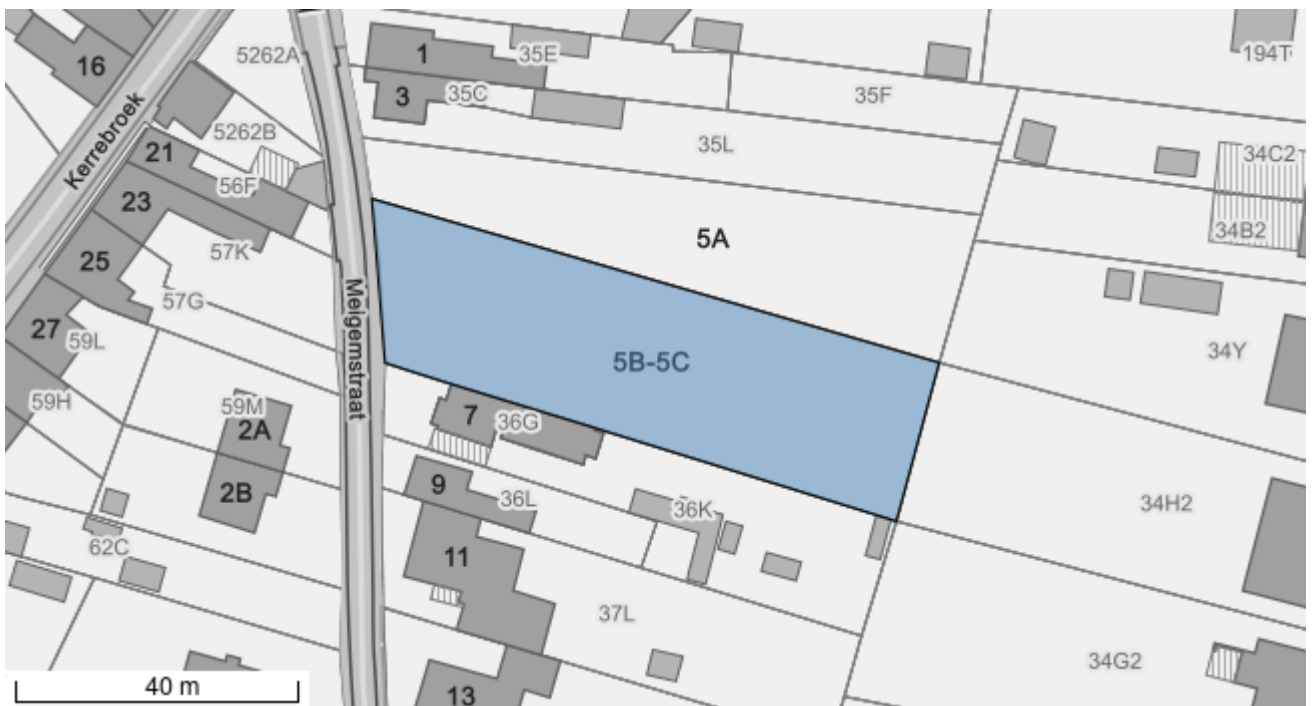 16
Kerrebroek
5262A
1
35E
194T
3
35C
35F
5262B
35L
34C2
21
56F
23
5A
34B2
57K
25
57G
Meigemstraat
27
59L
5B-5C
34Y
59H
59M
2A
7
36G
9
36L
36K
2B
34H2
62C
11
37L
34G2
40 m
13